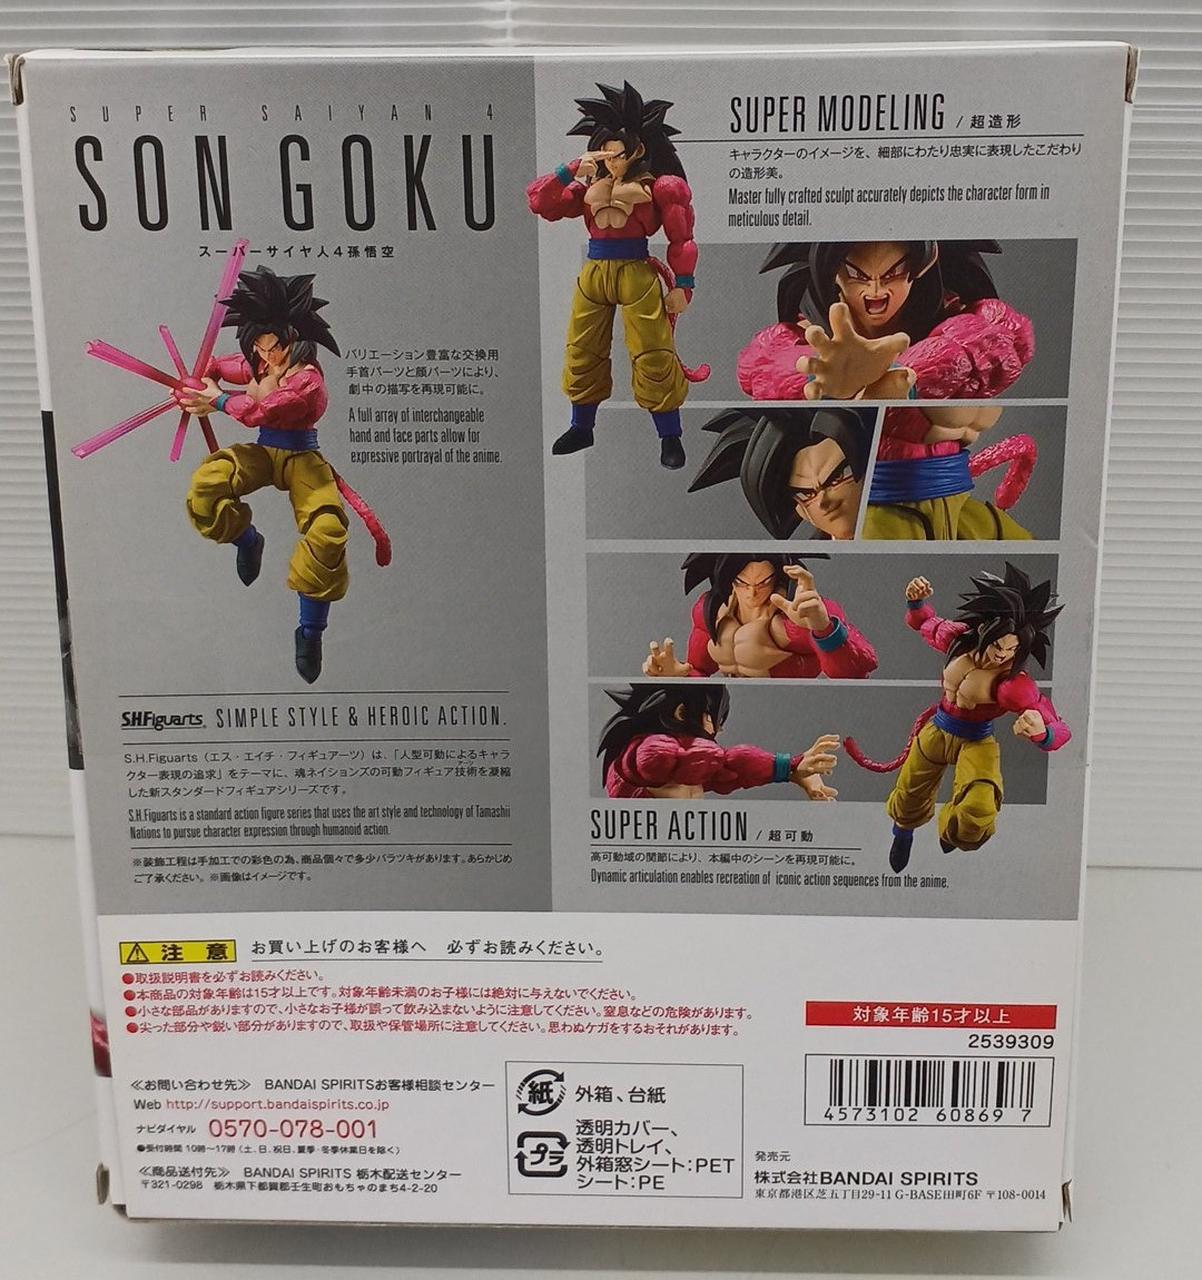 SUPER SAIYAN 4
SON GOKU
スーパーサイヤ人4孫悟空
バリエーション豊富な交換用
手首パーツと顔パーツにより、
劇中の描写を再現可能に。
A full array of interchangeable
hand and face parts allow for
expressive portrayal of the anime.
S.H.Figuarts SIMPLE STYLE & HEROIC ACTION.
S.H.Figuarts（エス・エイチ・フィギュアーツ）は、「人型可動によるキャラ
クター表現の追求」をテーマに、魂ネイションズの可動フィギュア技術を凝縮
した新スタンダードフィギュアシリーズです。
S.H.Figuarts is a standard action figure series that uses the art style and technology of Tamashii
Nations to pursue character expression through humanoid action.
※装飾工程は手加工での彩色の為、商品個々で多少バラツキがあります。あらかじめ
ご了承ください。※画像はイメージです。
SUPER MODELING / 超造形
キャラクターのイメージを、細部にわたり忠実に表現したこだわり
の造形美。
Master fully crafted sculpt accurately depicts the character form in
meticulous detail.
SUPER ACTION / 超可動
高可動域の関節により、本編中のシーンを再現可能に。
Dynamic articulation enables recreation of iconic action sequences from the anime.
注意 お買い上げのお客様へ 必ずお読みください。
●取扱説明書を必ずお読みください。
●本商品の対象年齢は15才以上です。対象年齢未満のお子様には絶対に与えないでください。
●小さな部品がありますので、小さなお子様が誤って飲み込まないように注意してください。窒息などの危険があります。
●尖った部分や鋭い部分がありますので、取扱や保管場所に注意してください。思わぬケガをするおそれがあります。
≪お問い合わせ先≫ BANDAI SPIRITSお客様相談センター
Web http://support.bandaispirits.co.jp
ナビダイヤル 0570-078-001
●受付時間 10時〜17時（土、日、祝日、夏季・冬季休業日を除く）
≪商品送付先≫ BANDAI SPIRITS 栃木配送センター
〒321-0298 栃木県下都賀郡壬生町おもちゃのまち4-2-20
紙 外箱、台紙
プラ 透明カバー、
透明トレイ、
外箱窓シート：PET
シート：PE
対象年齢15才以上
2539309
4573102 60869 7
発売元
株式会社BANDAI SPIRITS
東京都港区芝五丁目29-11 G-BASE田町6F 〒108-0014